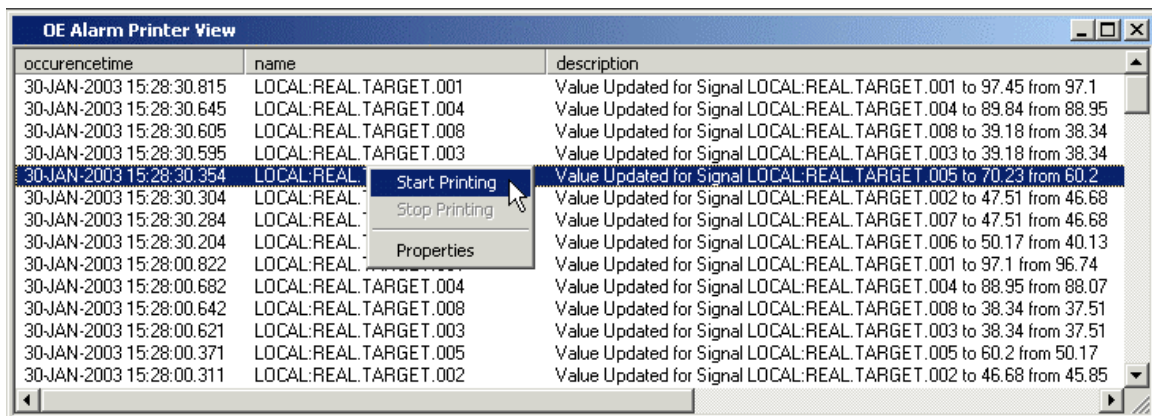 OE Alarm Printer View
occurencetime name description
30-JAN-2003 15:28:30.815 LOCAL:REAL.TARGET.001 Value Updated for Signal LOCAL:REAL.TARGET.001 to 97.45 from 97.1
30-JAN-2003 15:28:30.645 LOCAL:REAL.TARGET.004 Value Updated for Signal LOCAL:REAL.TARGET.004 to 89.84 from 88.95
30-JAN-2003 15:28:30.605 LOCAL:REAL.TARGET.008 Value Updated for Signal LOCAL:REAL.TARGET.008 to 39.18 from 38.34
30-JAN-2003 15:28:30.595 LOCAL:REAL.TARGET.003 Value Updated for Signal LOCAL:REAL.TARGET.003 to 39.18 from 38.34
30-JAN-2003 15:28:30.354 LOCAL:REAL. Value Updated for Signal LOCAL:REAL.TARGET.005 to 70.23 from 60.2
Start Printing
30-JAN-2003 15:28:30.304 LOCAL:REAL. Value Updated for Signal LOCAL:REAL.TARGET.002 to 47.51 from 46.68
Stop Printing
30-JAN-2003 15:28:30.284 LOCAL:REAL. Value Updated for Signal LOCAL:REAL.TARGET.007 to 47.51 from 46.68
30-JAN-2003 15:28:30.204 LOCAL:REAL. Value Updated for Signal LOCAL:REAL.TARGET.006 to 50.17 from 40.13
Properties
30-JAN-2003 15:28:00.822 LOCAL:REAL. Value Updated for Signal LOCAL:REAL.TARGET.001 to 97.1 from 96.74
30-JAN-2003 15:28:00.682 LOCAL:REAL.TARGET.004 Value Updated for Signal LOCAL:REAL.TARGET.004 to 88.95 from 88.07
30-JAN-2003 15:28:00.642 LOCAL:REAL.TARGET.008 Value Updated for Signal LOCAL:REAL.TARGET.008 to 38.34 from 37.51
30-JAN-2003 15:28:00.621 LOCAL:REAL.TARGET.003 Value Updated for Signal LOCAL:REAL.TARGET.003 to 38.34 from 37.51
30-JAN-2003 15:28:00.371 LOCAL:REAL.TARGET.005 Value Updated for Signal LOCAL:REAL.TARGET.005 to 60.2 from 50.17
30-JAN-2003 15:28:00.311 LOCAL:REAL.TARGET.002 Value Updated for Signal LOCAL:REAL.TARGET.002 to 46.68 from 45.85